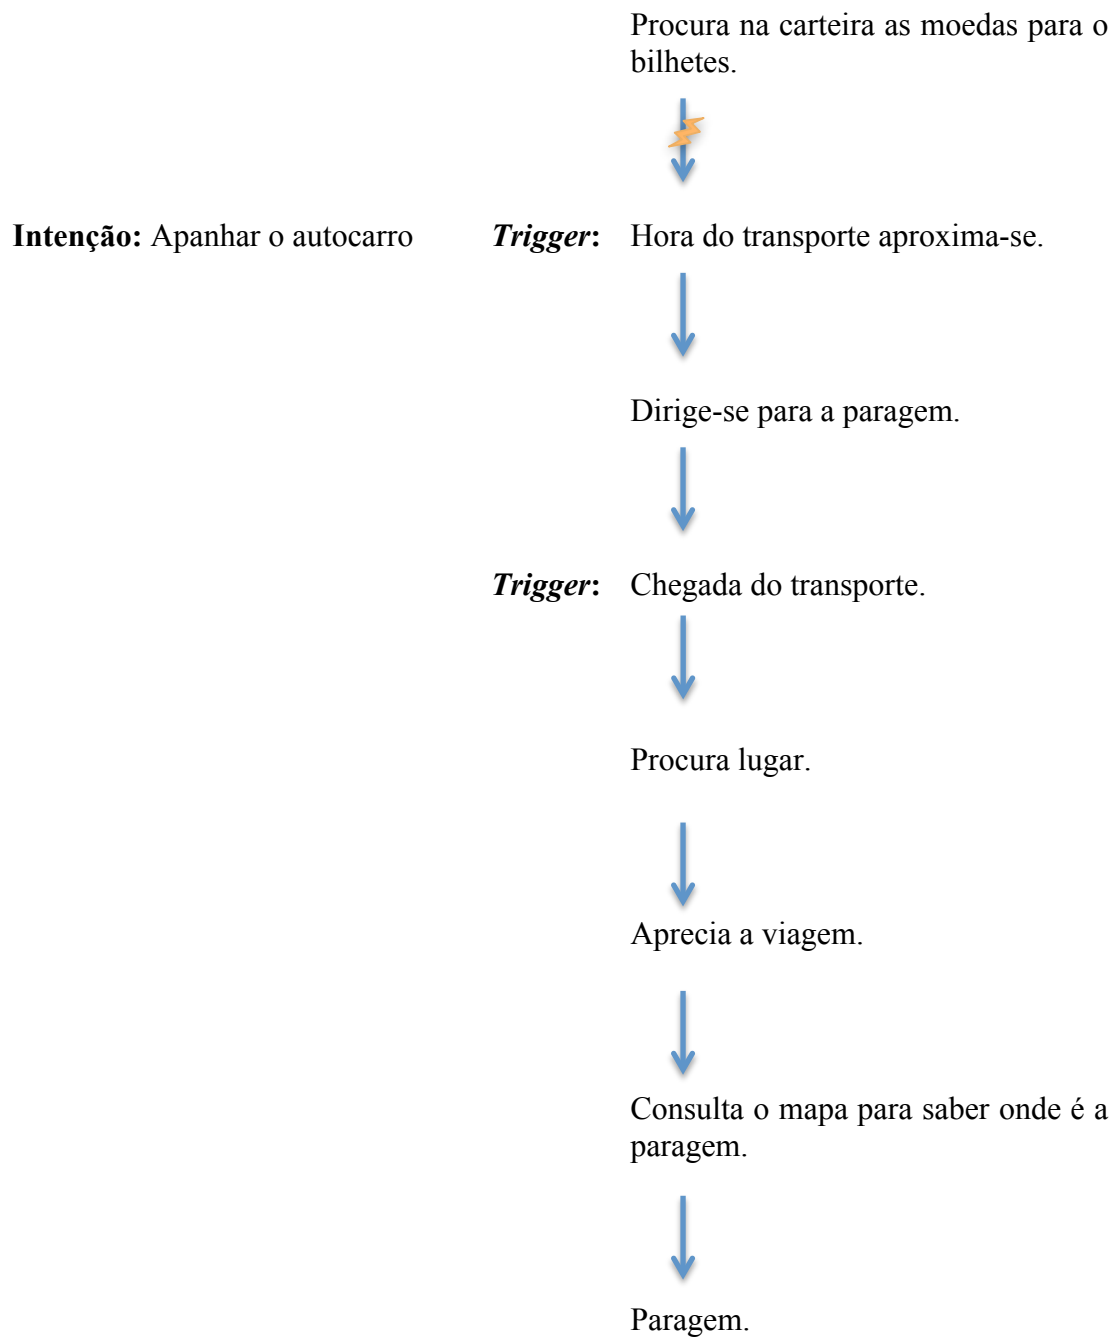 Procura na carteira as moedas para o
bilhetes.
Intenção: Apanhar o autocarro Trigger: Hora do transporte aproxima-se.
Dirige-se para a paragem.
Trigger: Chegada do transporte.
Procura lugar.
Aprecia a viagem.
Consulta o mapa para saber onde é a
paragem.
Paragem.